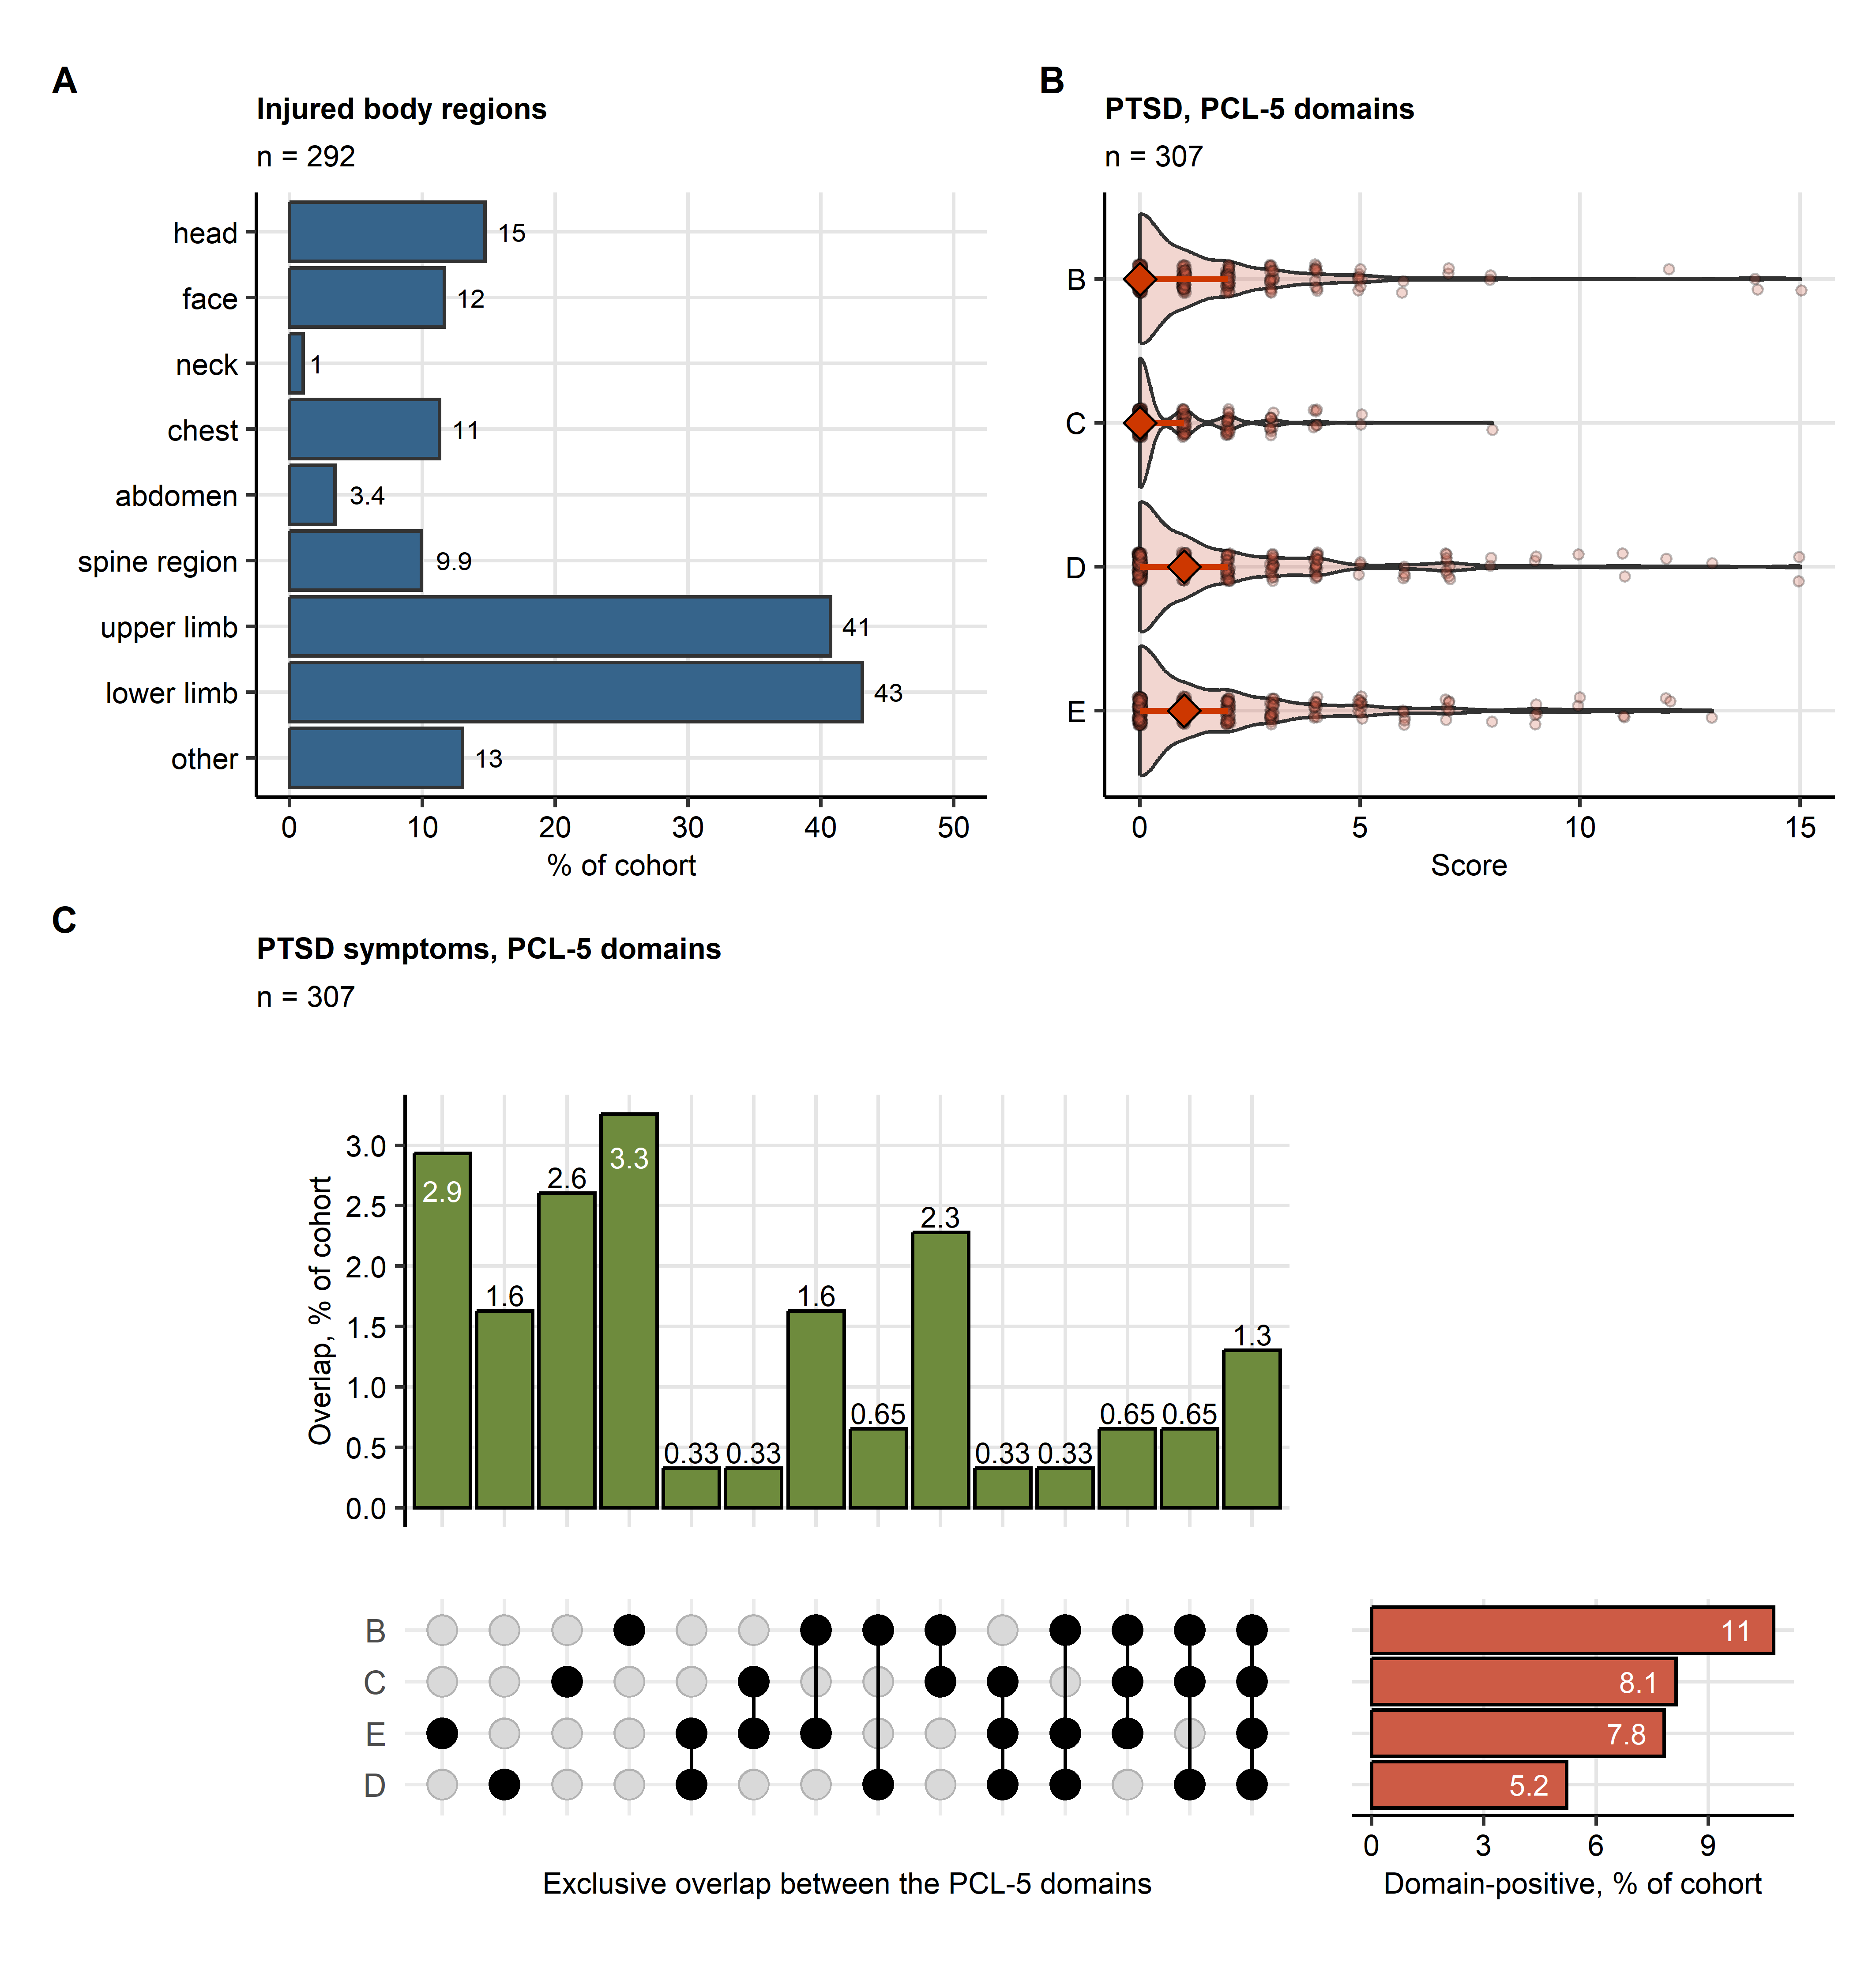 A
Injured body regions
n = 292
head
15
face
12
neck
1
chest
11
abdomen
3.4
spine region
9.9
upper limb
41
lower limb
43
other
13
0 10 20 30 40 50
% of cohort
B
PTSD, PCL-5 domains
n = 307
B
C
D
E
0 5 10 15
Score
C
PTSD symptoms, PCL-5 domains
n = 307
Overlap, % of cohort
3.0
2.5
2.0
1.5
1.0
0.5
0.0
2.9 1.6 2.6 3.3 0.33 0.33 1.6 0.65 2.3 0.33 0.33 0.65 0.65 1.3
B
C
E
D
Exclusive overlap between the PCL-5 domains
11
8.1
7.8
5.2
0 3 6 9
Domain-positive, % of cohort